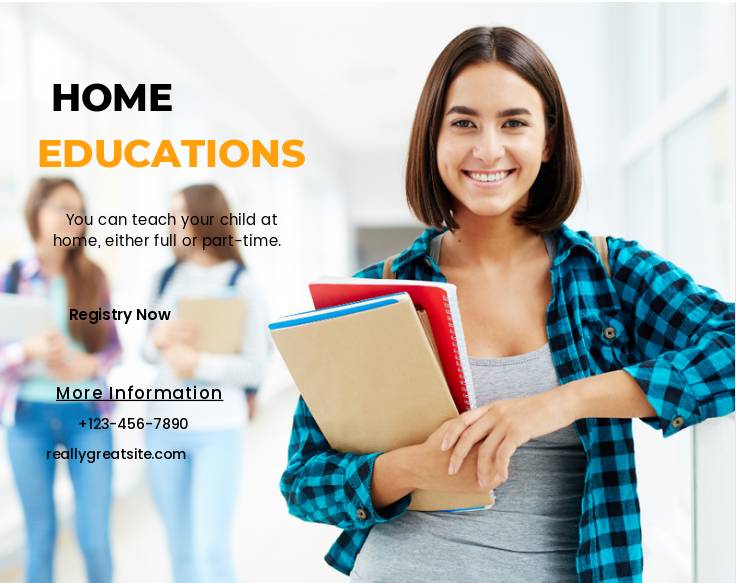 HOME
EDUCATIONS
You can teach your child at
home, either full or part-time.
Registry Now
More Information
+123-456-7890
reallygreatsite.com